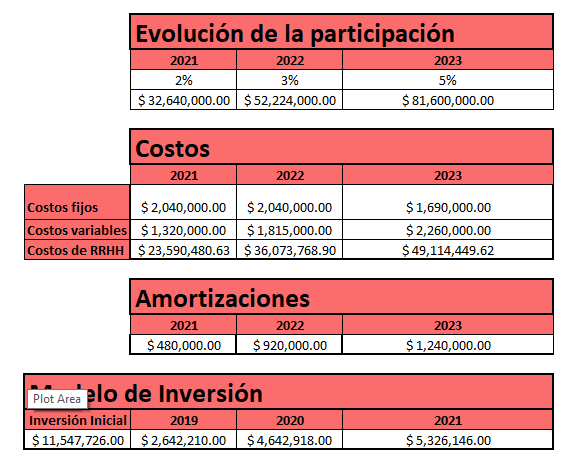 Evolución de la participación
2021 2022 2023
2% 3% 5%
$ 32,640,000.00 $ 52,224,000.00 $ 81,600,000.00
Costos
2021 2022 2023
Costos fijos $ 2,040,000.00 $ 2,040,000.00 $ 1,690,000.00
Costos variables $ 1,320,000.00 $ 1,815,000.00 $ 2,260,000.00
Costos de RRHH $ 23,590,480.63 $ 36,073,768.90 $ 49,114,449.62
Amortizaciones
2021 2022 2023
$ 480,000.00 $ 920,000.00 $ 1,240,000.00
de Inversión
Plot Area
Inversión Inicial 2019 2020 2021
$ 11,547,726.00 $ 2,642,210.00 $ 4,642,918.00 $ 5,326,146.00